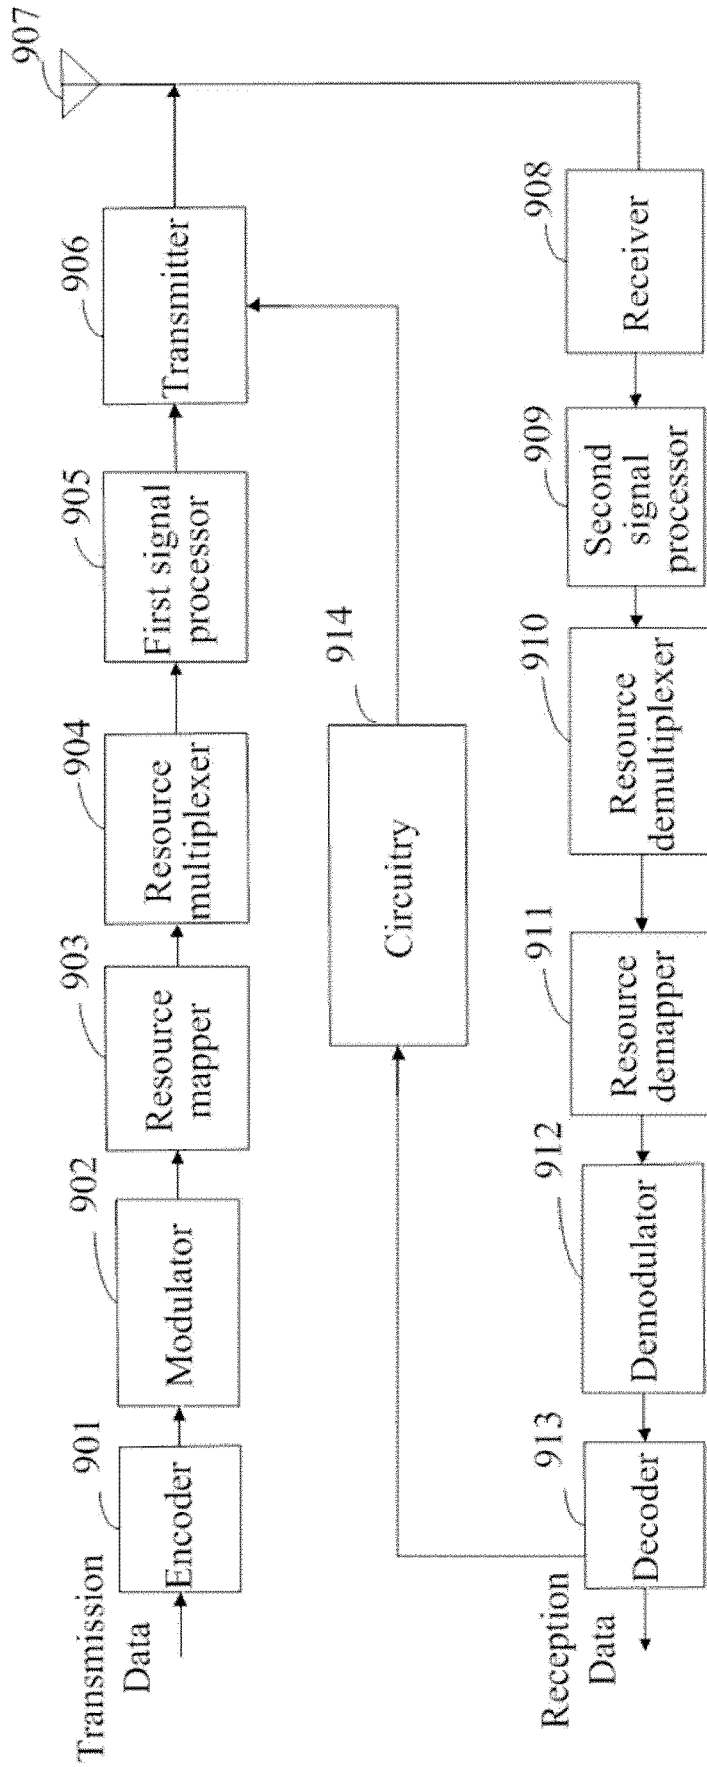 Transmission
Data
901
Encoder
902
Modulator
903
Resource
mapper
904
Resource
multiplexer
905
First signal
processor
906
Transmitter
907
914
Circuitry
Reception
Data
913
Decoder
912
Demodulator
911
Resource
demapper
910
Resource
demultiplexer
909
Second
signal
processor
908
Receiver